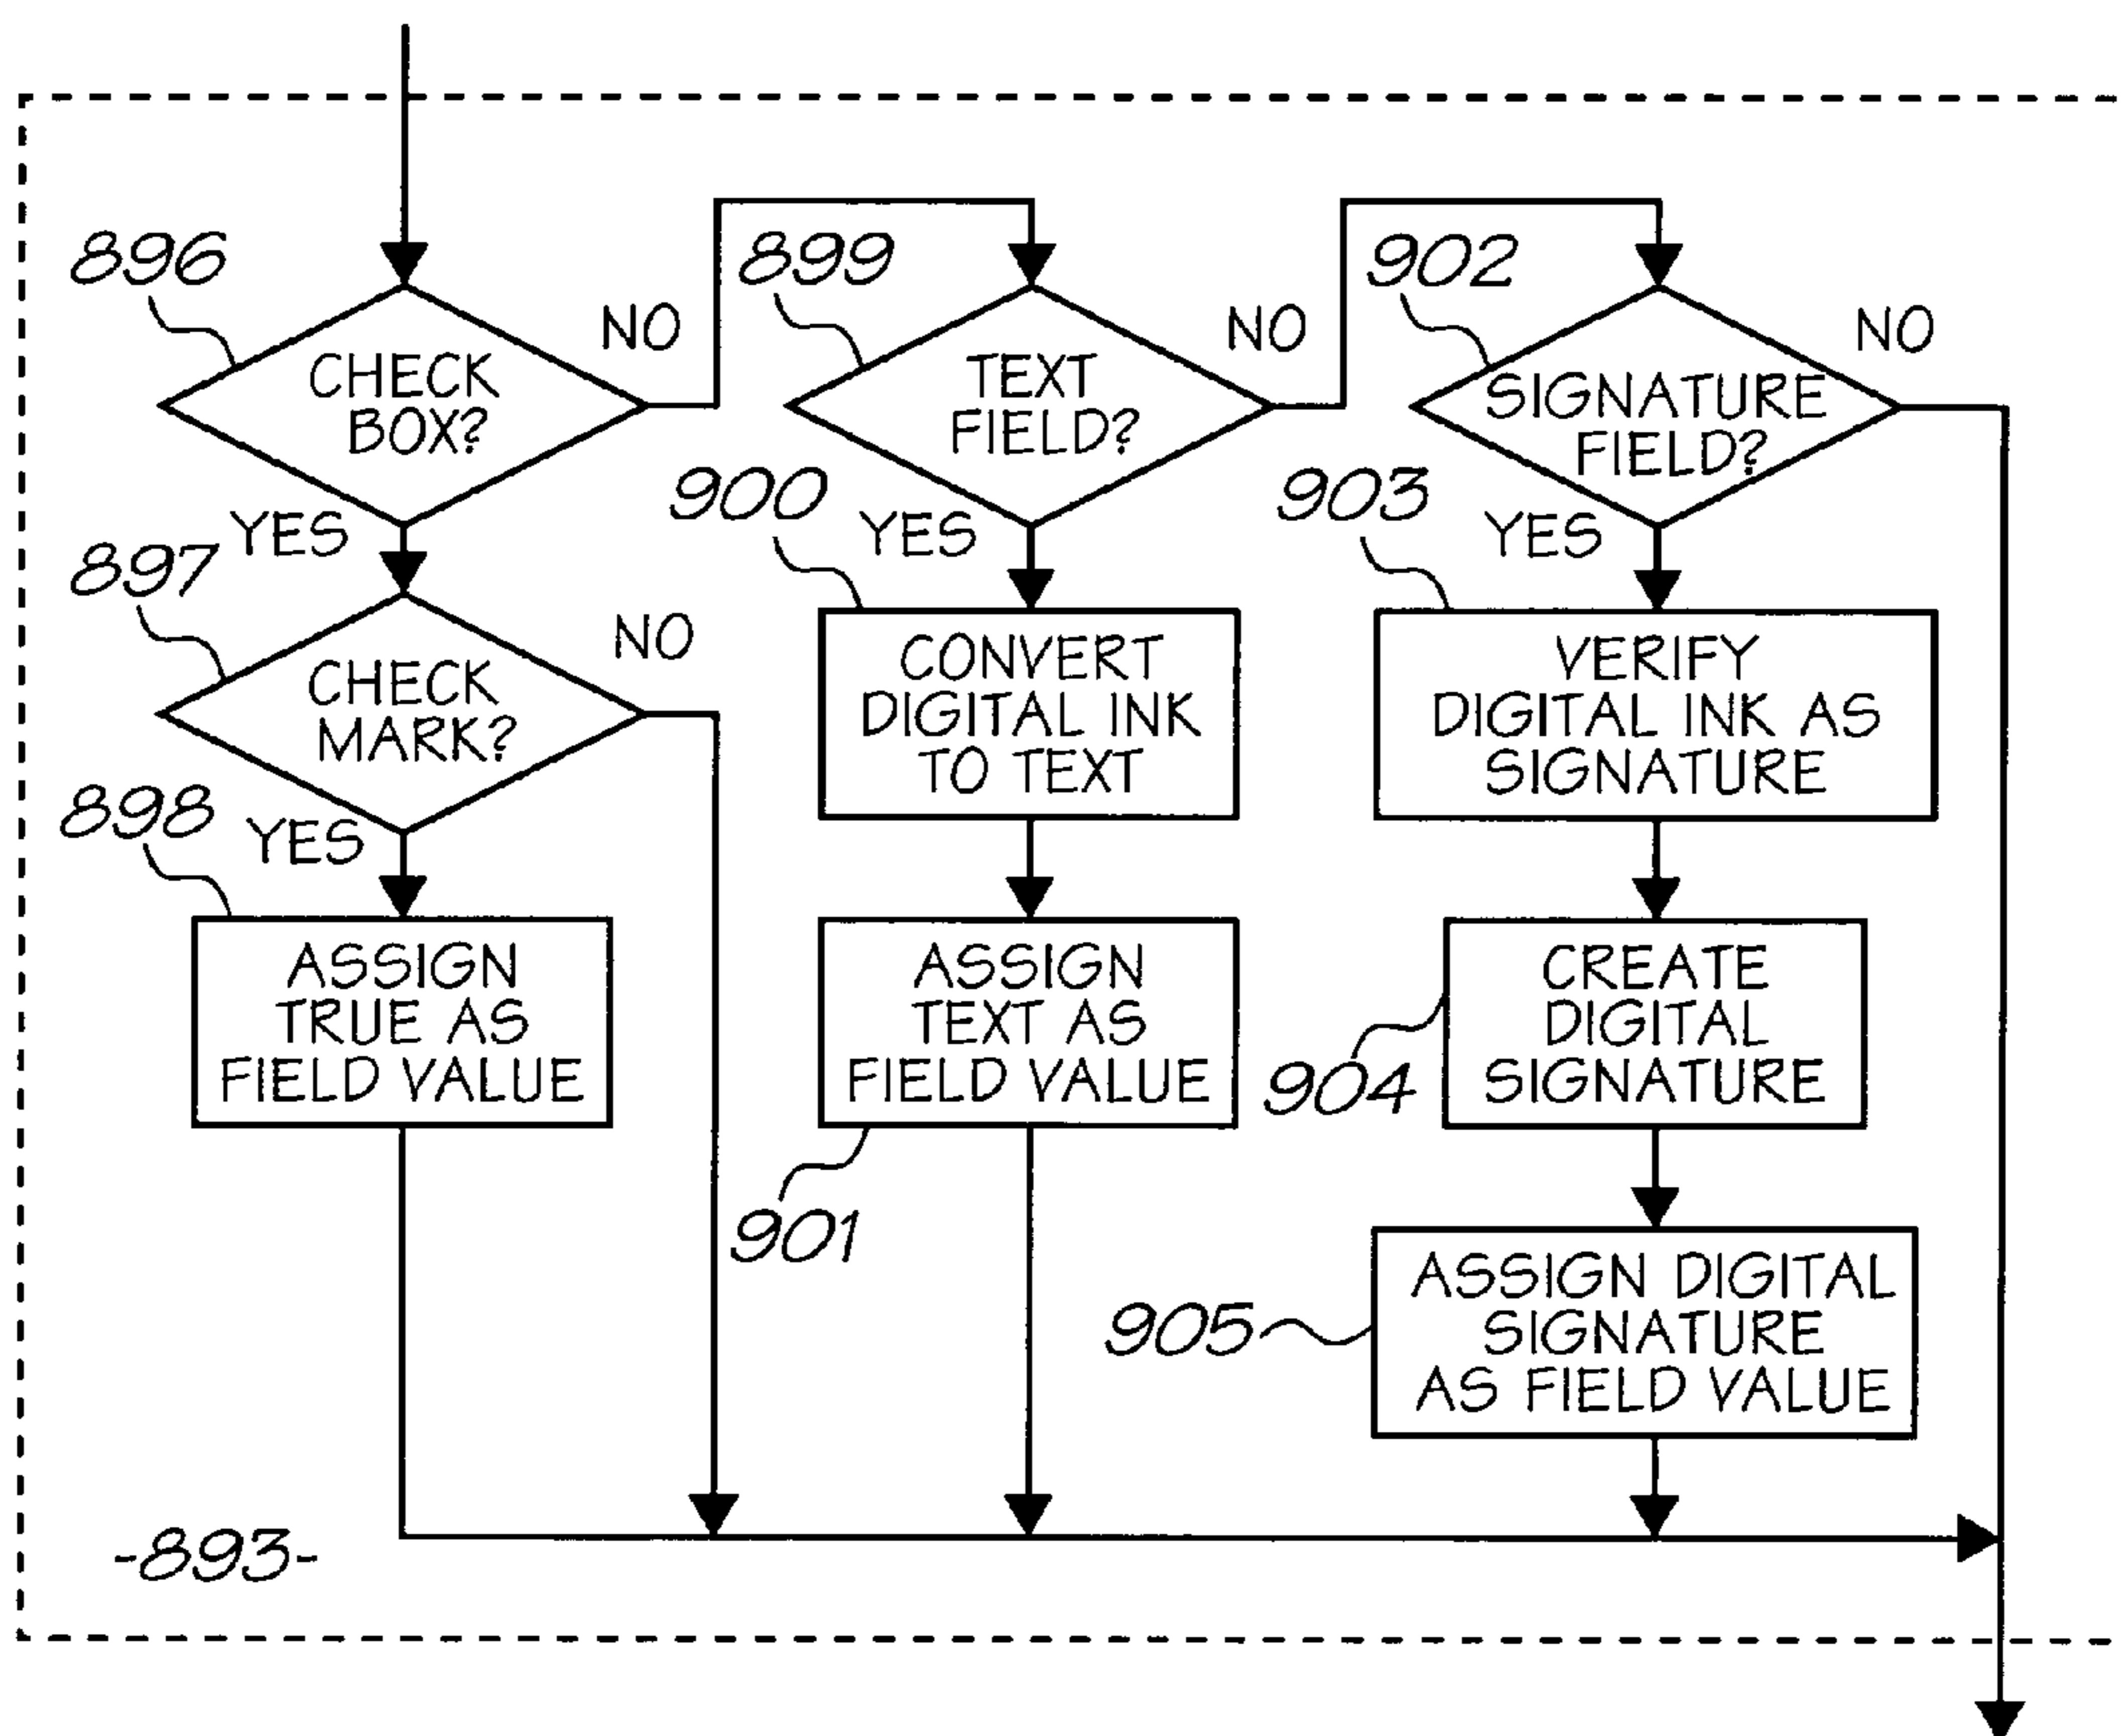 896
CHECK
BOX?
NO
YES
897
CHECK
MARK?
NO
YES
898
ASSIGN
TRUE AS
FIELD VALUE
899
TEXT
FIELD?
NO
YES
900
CONVERT
DIGITAL INK
TO TEXT
ASSIGN
TEXT AS
FIELD VALUE
901
902
SIGNATURE
FIELD?
NO
YES
903
VERIFY
DIGITAL INK AS
SIGNATURE
CREATE
DIGITAL
SIGNATURE
904
ASSIGN DIGITAL
SIGNATURE
AS FIELD VALUE
905
-893-